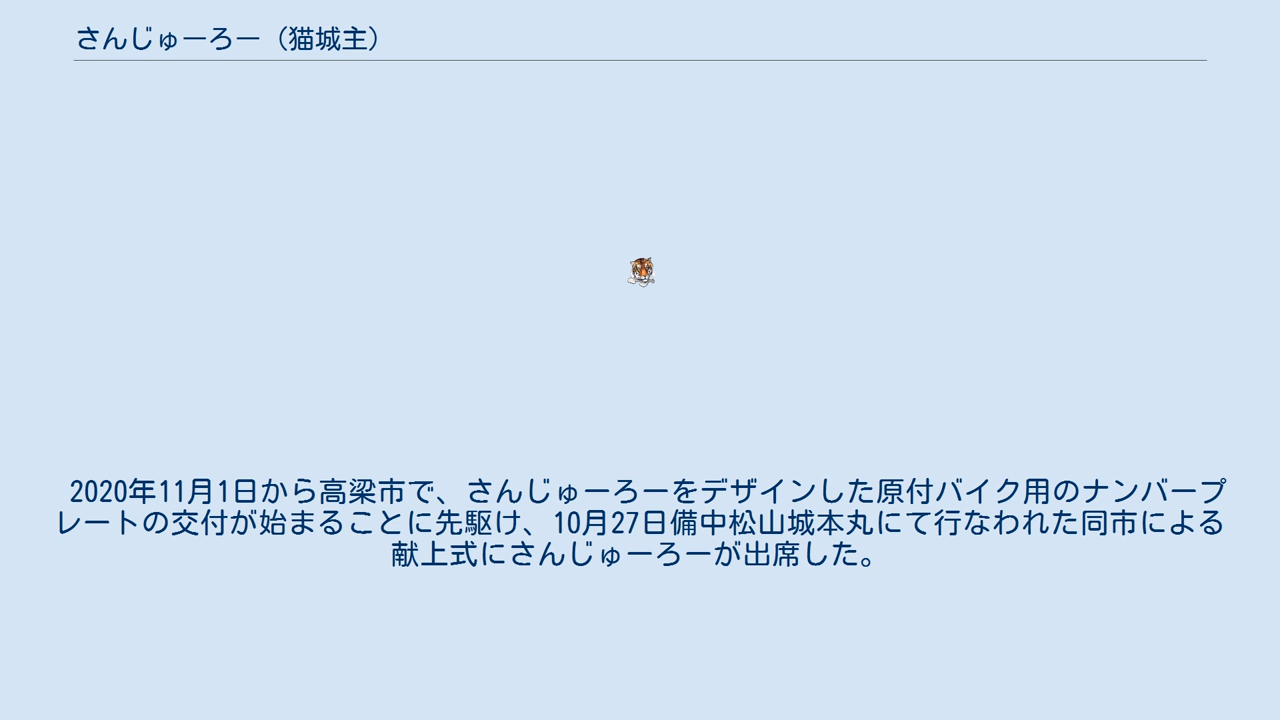 さんじゅーろー（猫城主）
2020年11月1日から高梁市で、さんじゅーろーをデザインした原付バイク用のナンバープ
レートの交付が始まることに先駆け、10月27日備中松山城本丸にて行なわれた同市による
献上式にさんじゅーろーが出席した。